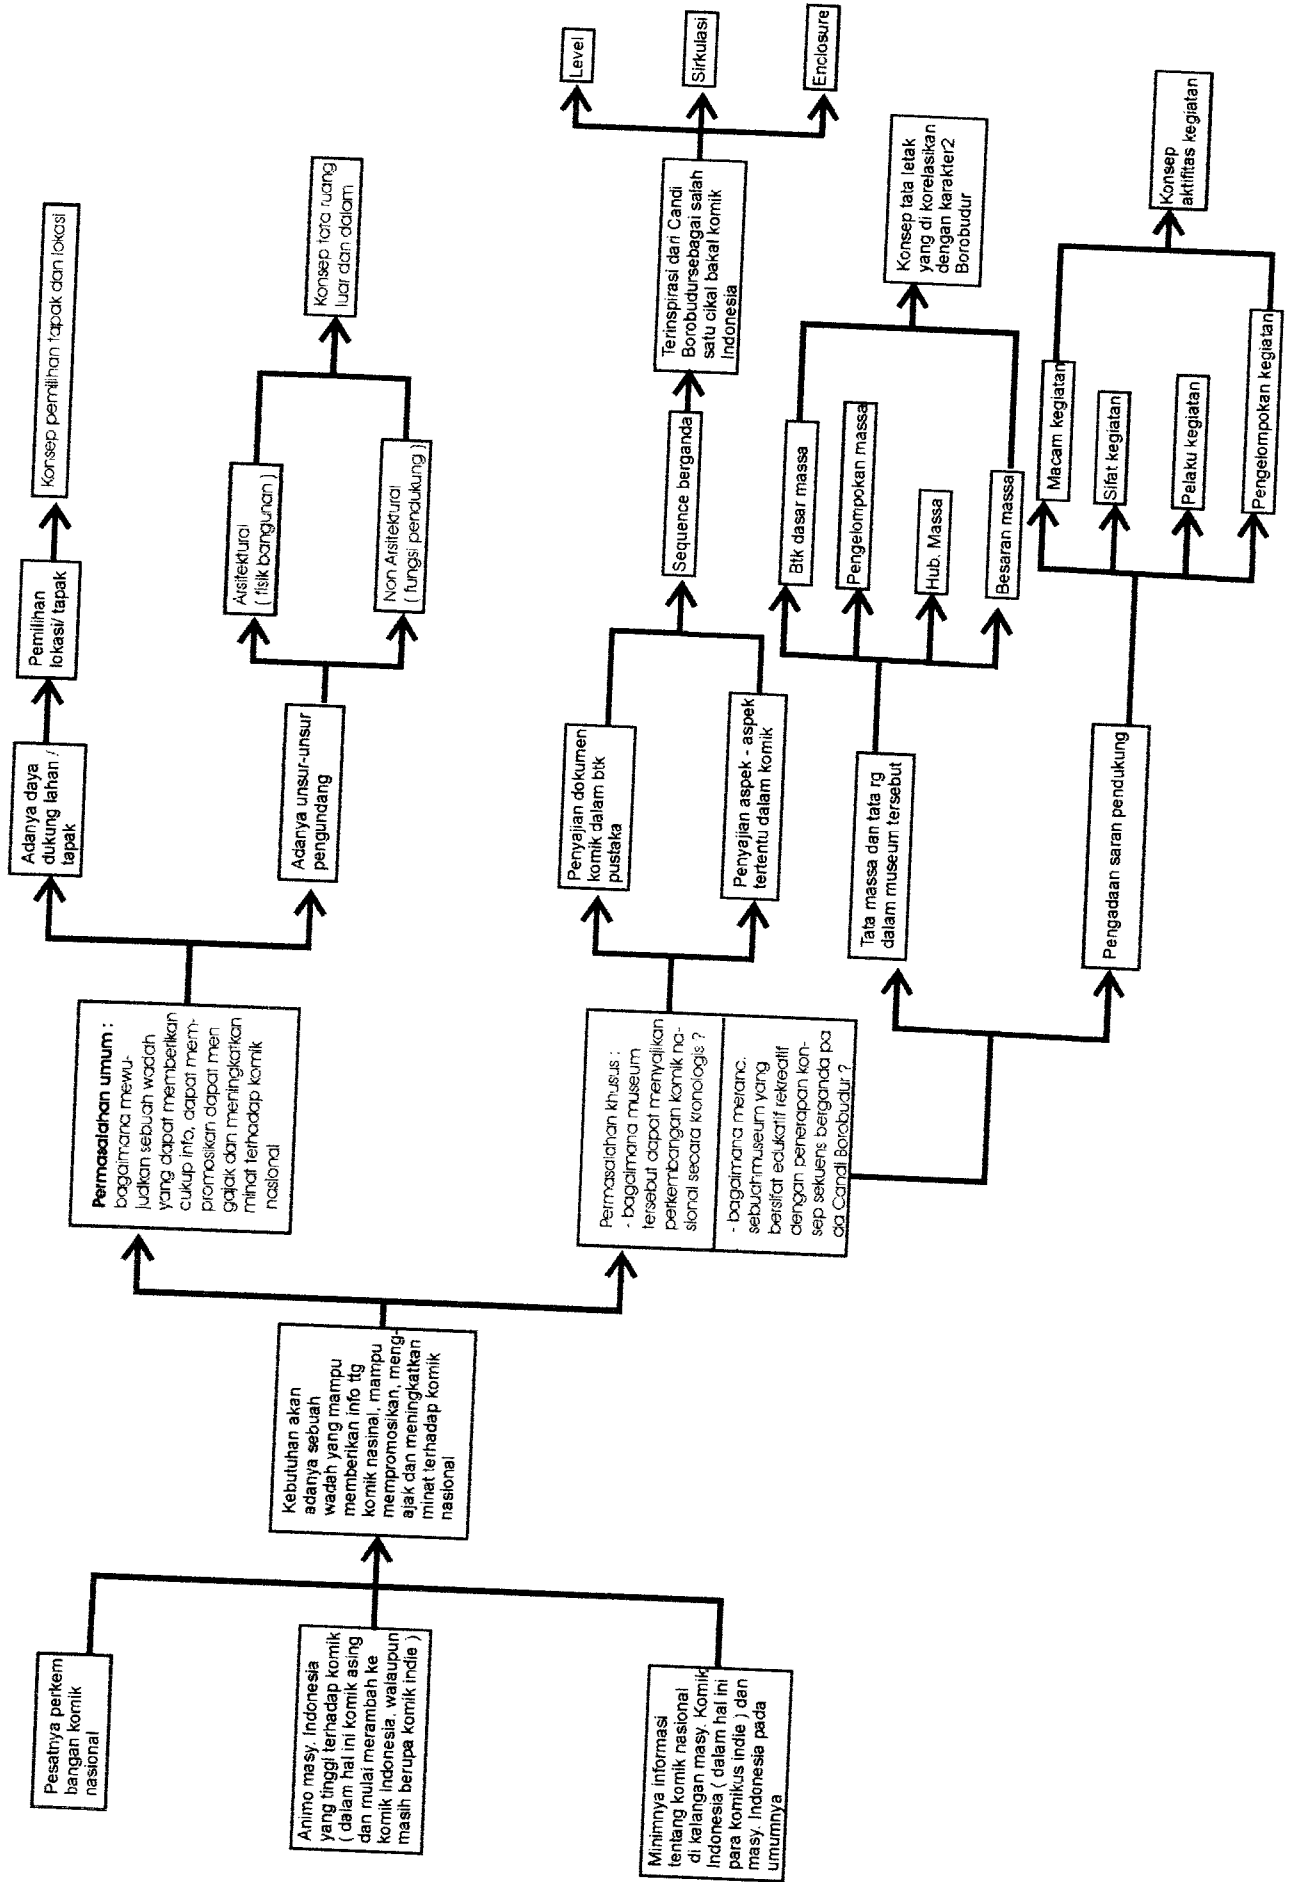 Pesatnya perkem
bangan komik
nasional
Animo masy. Indonesia
yang tinggi terhadap komik
( dalam hal ini komik asing
dan mulai merambah ke
komik Indonesia, walaupun
masih berupa komik indie )
Minimnya informasi
tentang komik nasional
di kalangan masy. Komik
Indonesia ( dalam hal ini
para komikus indie ) dan
masy. Indonesia pada
umumnya
Kebutuhan akan
adanya sebuah
wadah yang mampu
memberikan info ttg
komik nasinal, mampu
mempromosikan, meng-
ajak dan meningkatkan
minat terhadap komik
nasional
Permasalahan umum :
bagaimana mewu-
judkan sebuah wadah
yang dapat memberikan
cukup info, dapat mem-
promosikan dapat men
gajak dan meningkatkan
minat terhadap komik
nasional
Permasalahan khusus :
- bagaimana museum
tersebut dapat menyajikan
perkembangan komik na-
sional secara kronologis ?
- bagaimana meranc.
sebuahmuseum yang
bersifat edukatif rekreatif
dengan penerapan kon-
sep sekuens berganda pa
da Candi Borobudur ?
Adanya daya
dukung lahan /
tapak
Pemilihan
lokasi/ tapak
Konsep pemilihan tapak dan lokasi
Adanya unsur-unsur
pengundang
Arsitektural
( fisik bangunan )
Non Arsitektural
( fungsi pendukung )
Konsep tata ruang
luar dan dalam
Penyajian dokumen
komik dalam btk
pustaka
Penyajian aspek - aspek
tertentu dalam komik
Sequence berganda
Terinspirasi dari Candi
Borobudursebagai salah
satu cikal bakal komik
Indonesia
Level
Sirkulasi
Enclosure
Tata massa dan tata rg
dalam museum tersebut
Btk dasar massa
Pengelompokan massa
Hub. Massa
Besaran massa
Konsep tata letak
yang di korelasikan
dengan karakter2
Borobudur
Pengadaan saran pendukung
Macam kegiatan
Sifat kegiatan
Pelaku kegiatan
Pengelompokan kegiatan
Konsep
aktifitas kegiatan